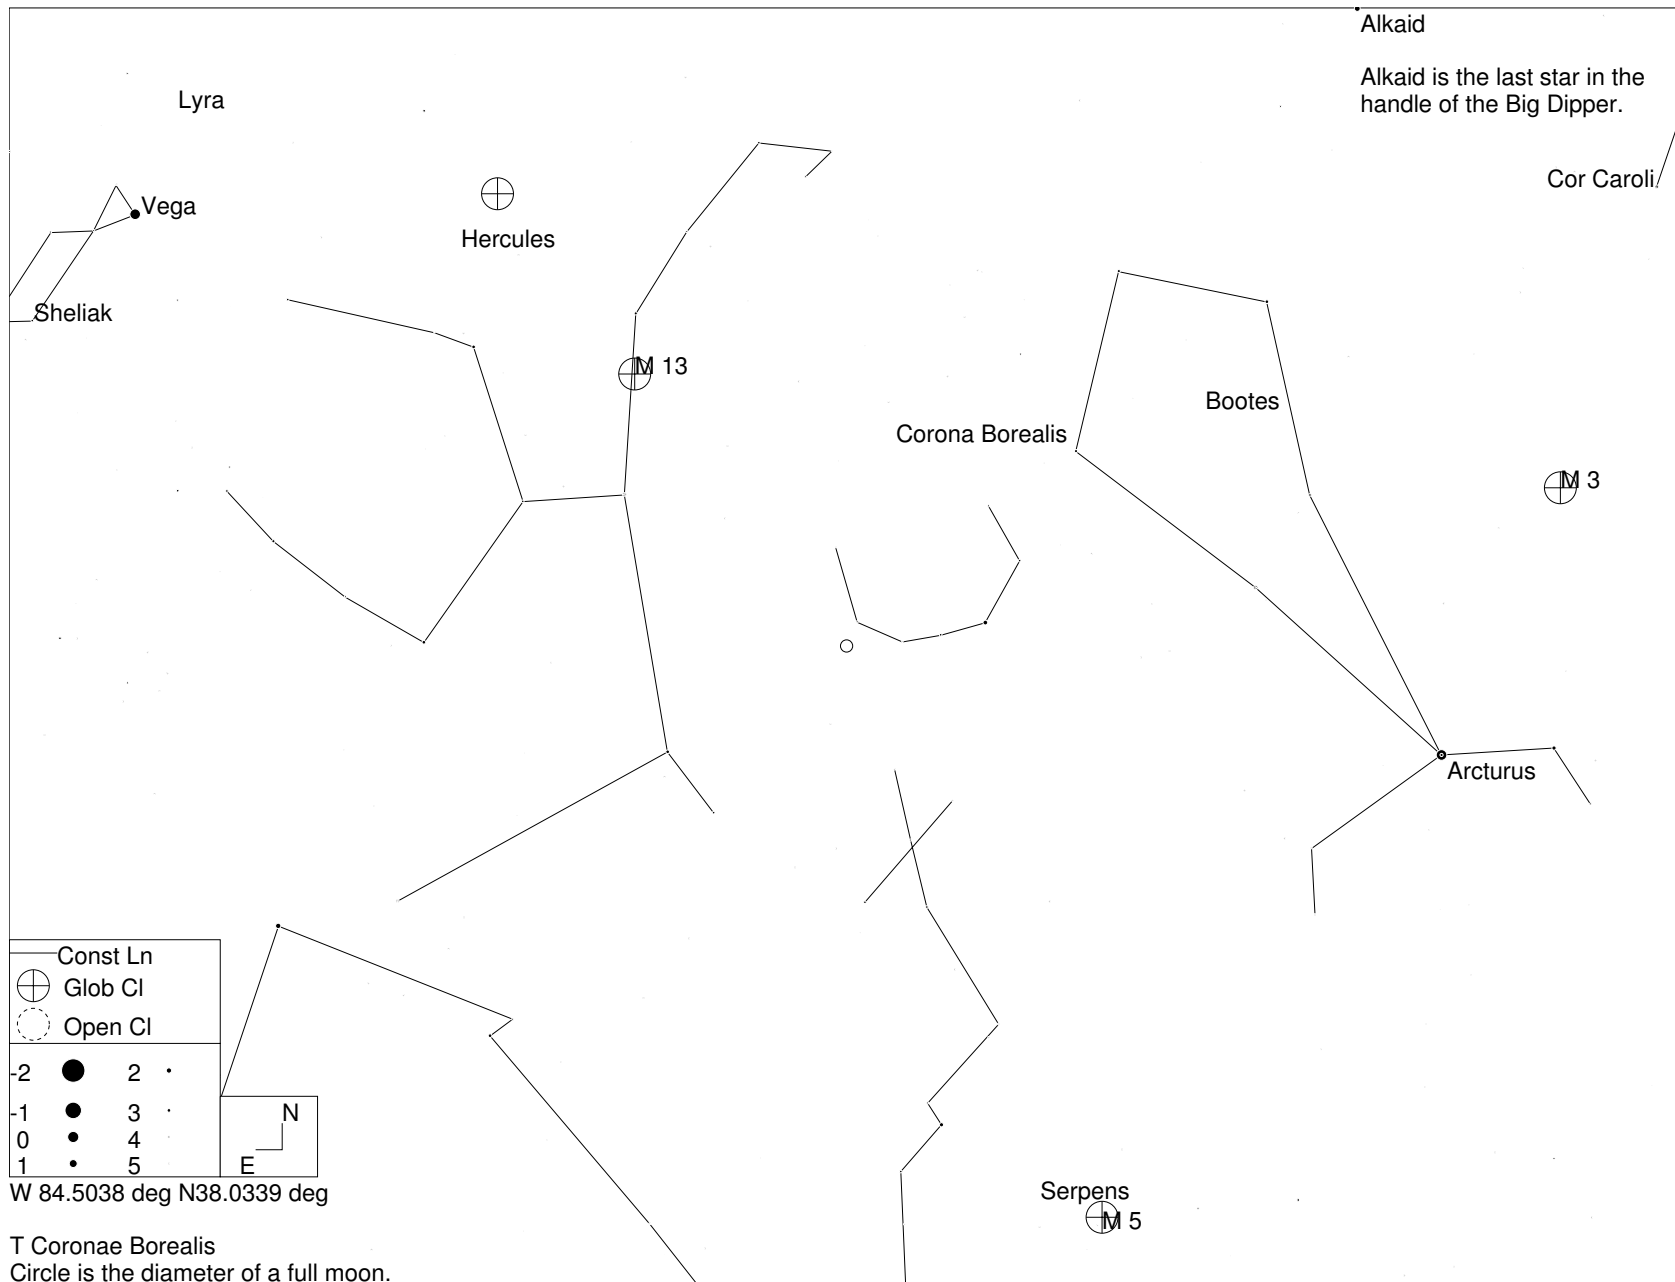 Alkaid
Alkaid is the last star in the
handle of the Big Dipper.
Lyra
Cor Caroli
Vega
Hercules
Sheliak
M 13
Bootes
Corona Borealis
M 3
Arcturus
Const Ln
Glob Cl
Open Cl
-2 2
-1 3
0 4
1 5
N
E
W 84.5038 deg N38.0339 deg
Serpens
M 5
T Coronae Borealis
Circle is the diameter of a full moon.